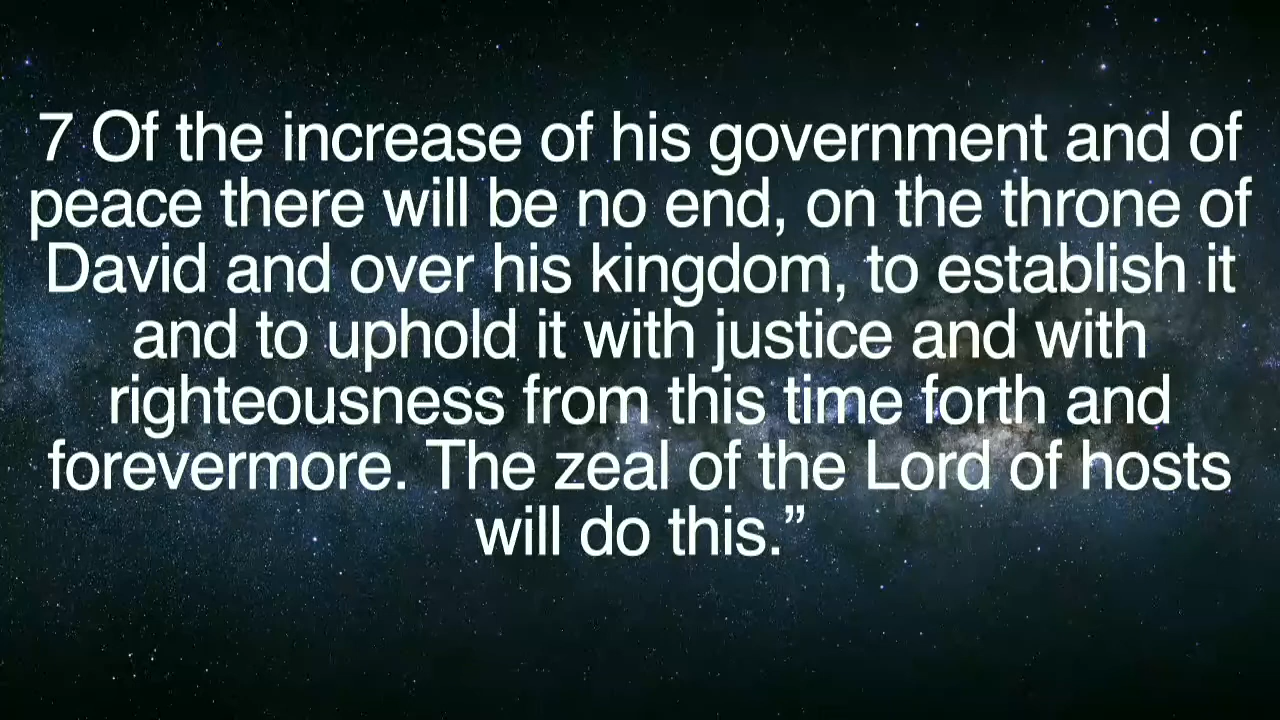 7 Of the increase of his government and of
peace there will be no end, on the throne of
David and over his kingdom, to establish it
and to uphold it with justice and with
righteousness from this time forth and
forevermore. The zeal of the Lord of hosts
will do this.”